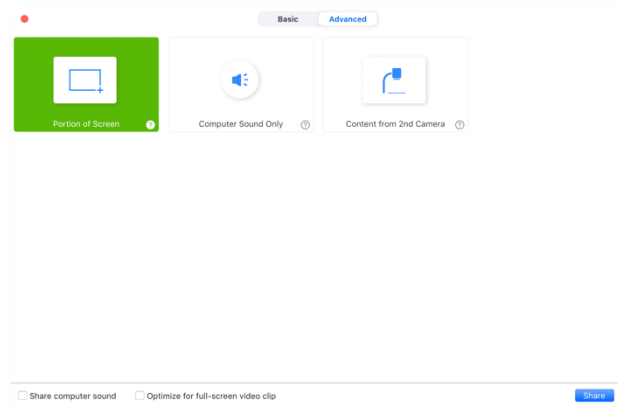 Basic Advanced
Portion of Screen ?
Computer Sound Only ?
Content from 2nd Camera ?
Share computer sound
Optimize for full-screen video clip
Share